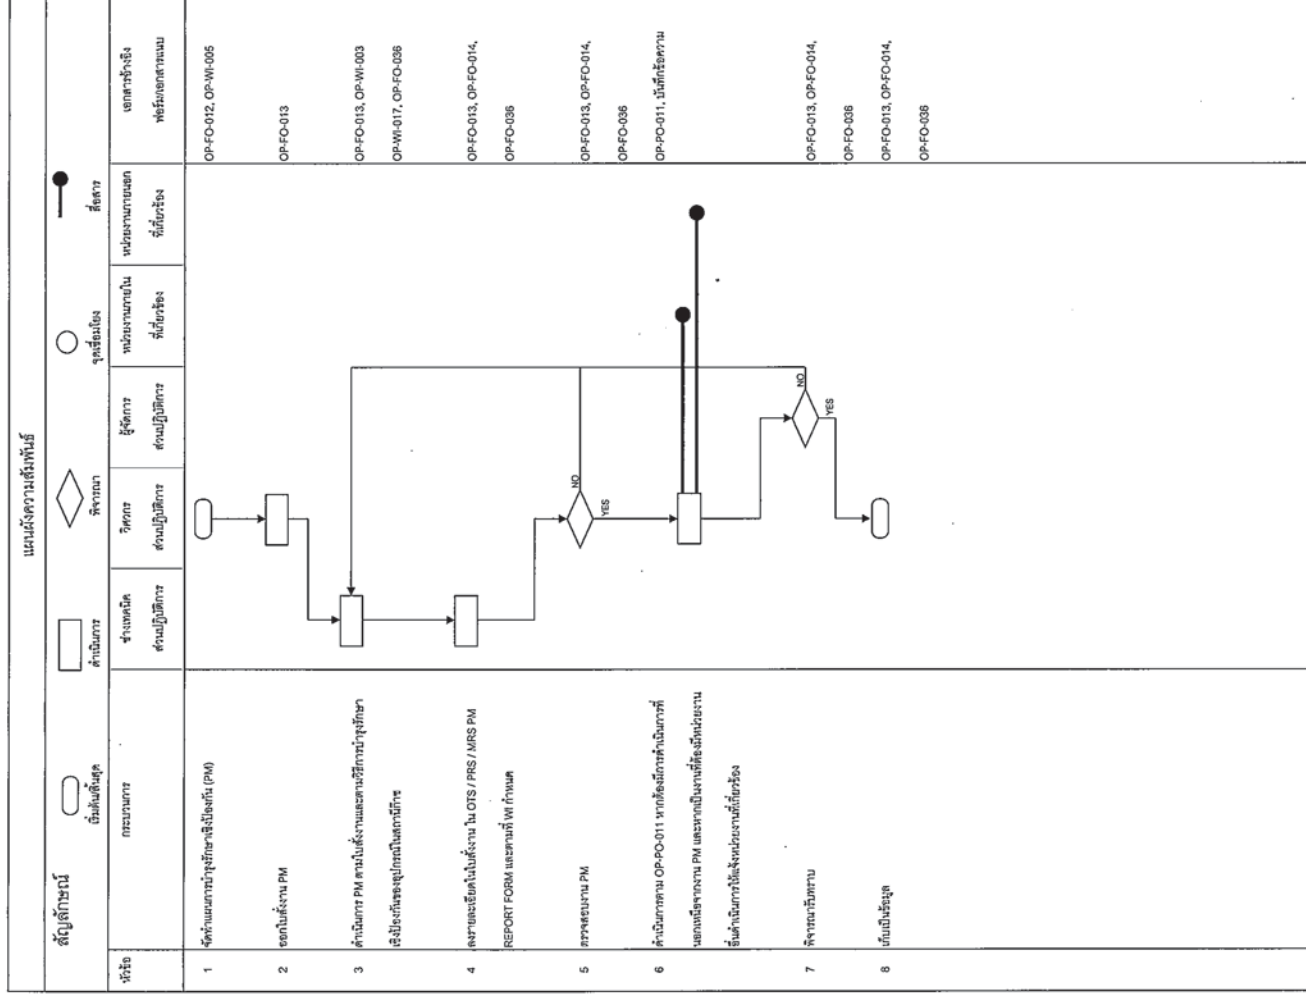 แผนผังความสัมพันธ์
สัญลักษณ์
เริ่มต้น/สิ้นสุด
ดำเนินการ
พิจารณา
จุดเชื่อมโยง
สื่อสาร
หัวข้อ
กระบวนการ
ช่างเทคนิค
ส่วนปฏิบัติการ
วิศวกร
ส่วนปฏิบัติการ
ผู้จัดการ
ส่วนปฏิบัติการ
หน่วยงานภายใน
ที่เกี่ยวข้อง
หน่วยงานภายนอก
ที่เกี่ยวข้อง
เอกสารอ้างอิง
ฟอร์ม/เอกสารแนบ
1 จัดทำแผนการบำรุงรักษาเชิงป้องกัน (PM)
OP-FO-012, OP-WI-005
2 ออกใบสั่งงาน PM
OP-FO-013
3 ดำเนินการ PM ตามใบสั่งงานและตามวิธีการบำรุงรักษา
เชิงป้องกันของอุปกรณ์ในสถานีก๊าซ
OP-FO-013, OP-WI-003
OP-WI-017, OP-FO-036
4 ลงรายละเอียดในใบสั่งงาน ใน OTS / PRS / MRS PM
REPORT FORM และตามที่ WI กำหนด
OP-FO-013, OP-FO-014,
OP-FO-036
5 ตรวจสอบงาน PM
NO
YES
OP-FO-013, OP-FO-014,
OP-FO-036
6 ดำเนินการตาม OP-PO-011 หากต้องมีการดำเนินการที่
นอกเหนือจากงาน PM และหากเป็นงานที่ต้องมีหน่วยงาน
อื่นดำเนินการให้แจ้งหน่วยงานที่เกี่ยวข้อง
OP-PO-011, บันทึกข้อความ
7 พิจารณารับทราบ
NO
YES
OP-FO-013, OP-FO-014,
OP-FO-036
8 เก็บเป็นข้อมูล
OP-FO-013, OP-FO-014,
OP-FO-036